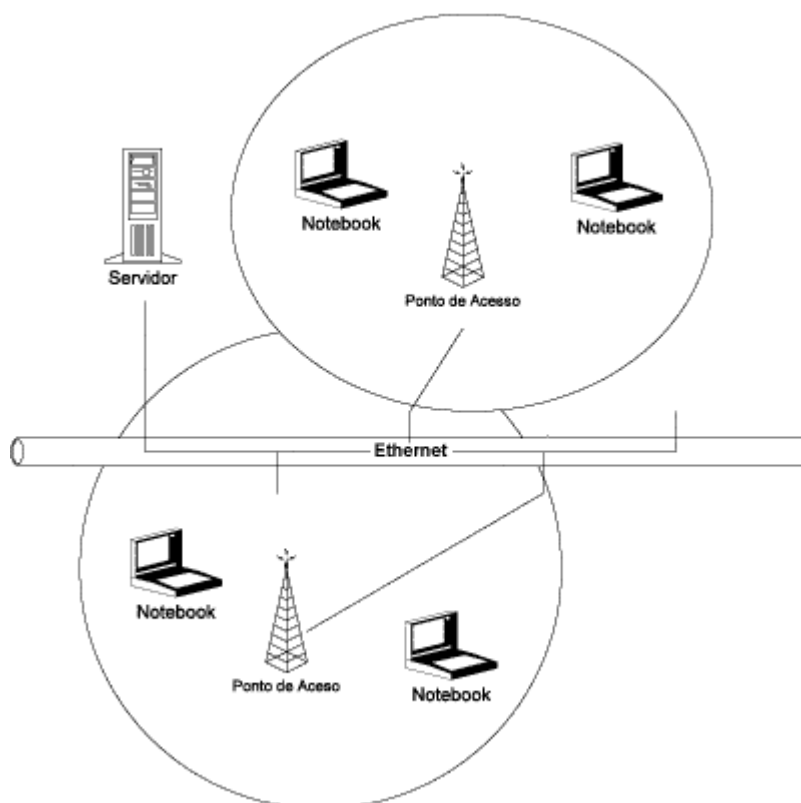 Notebook
Notebook
Servidor
Ponto de Acesso
Ethernet
Notebook
Ponto de Aceso
Notebook